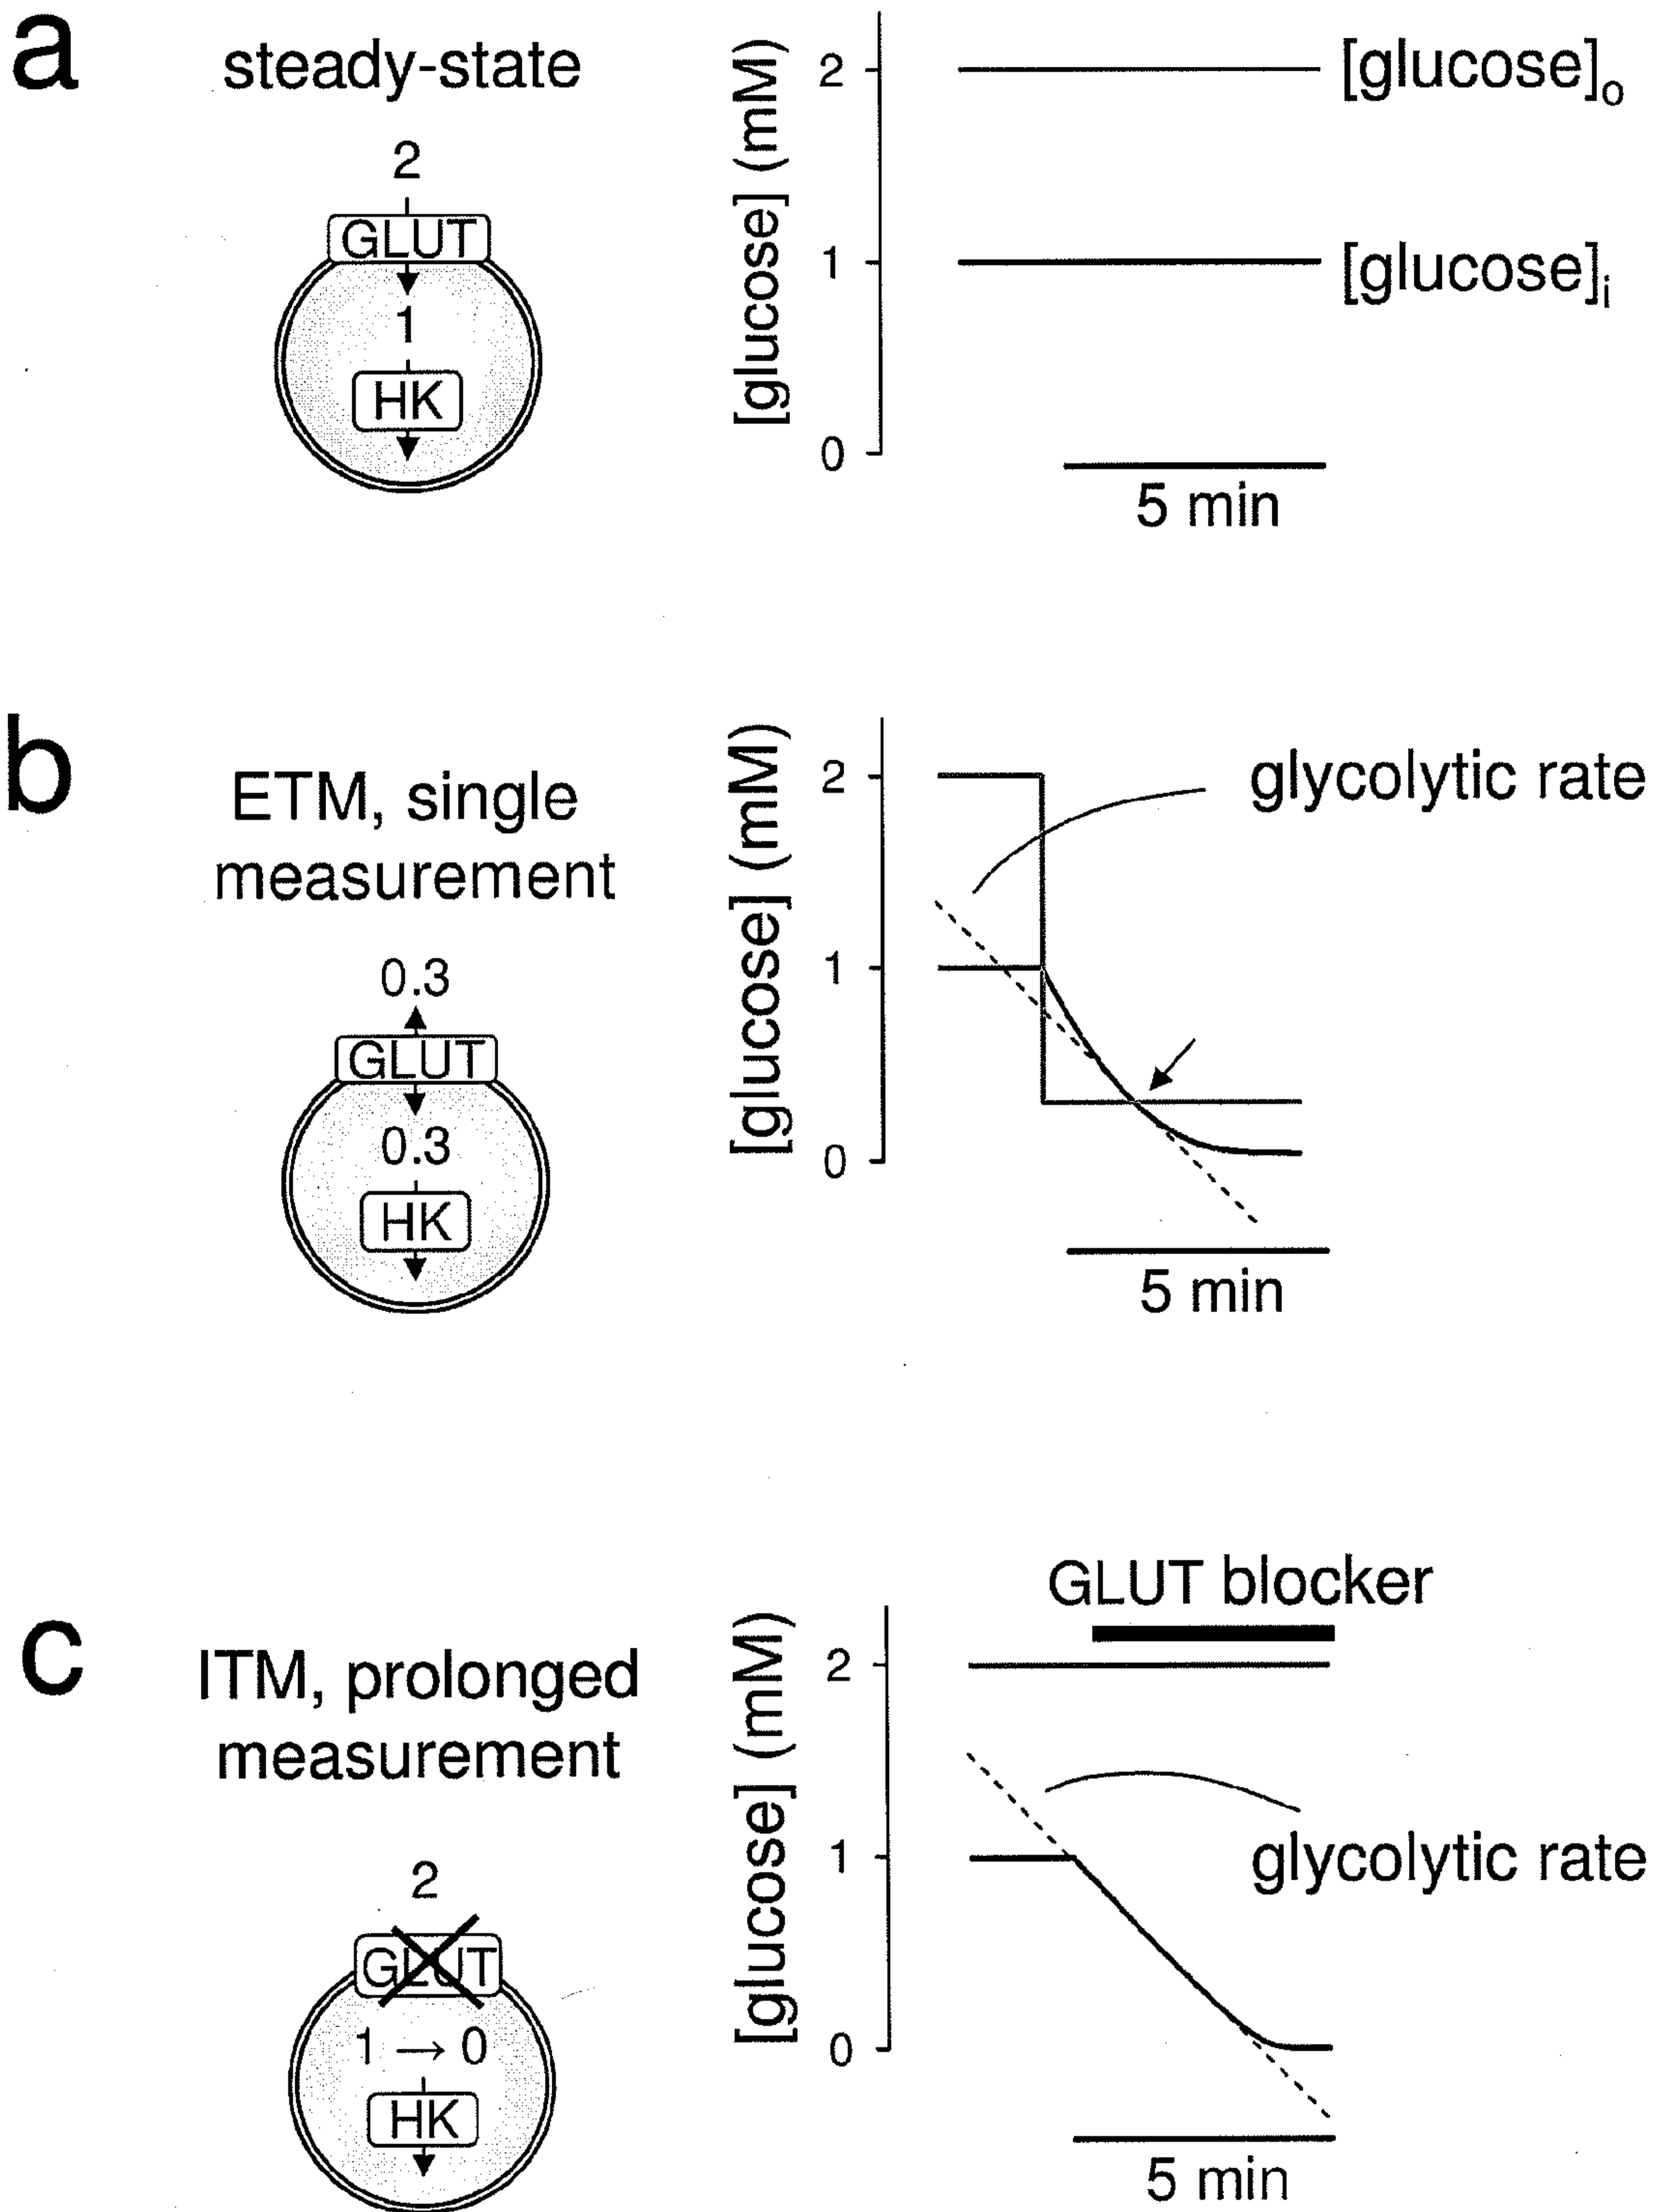 a
steady-state
2
GLUT
1
HK
[glucose] (mM)
2
1
0
[glucose]o
[glucose]i
5 min
b
ETM, single
measurement
0.3
GLUT
0.3
HK
[glucose] (mM)
2
1
0
glycolytic rate
5 min
c
ITM, prolonged
measurement
2
GLUT
1 → 0
HK
GLUT blocker
[glucose] (mM)
2
1
0
glycolytic rate
5 min